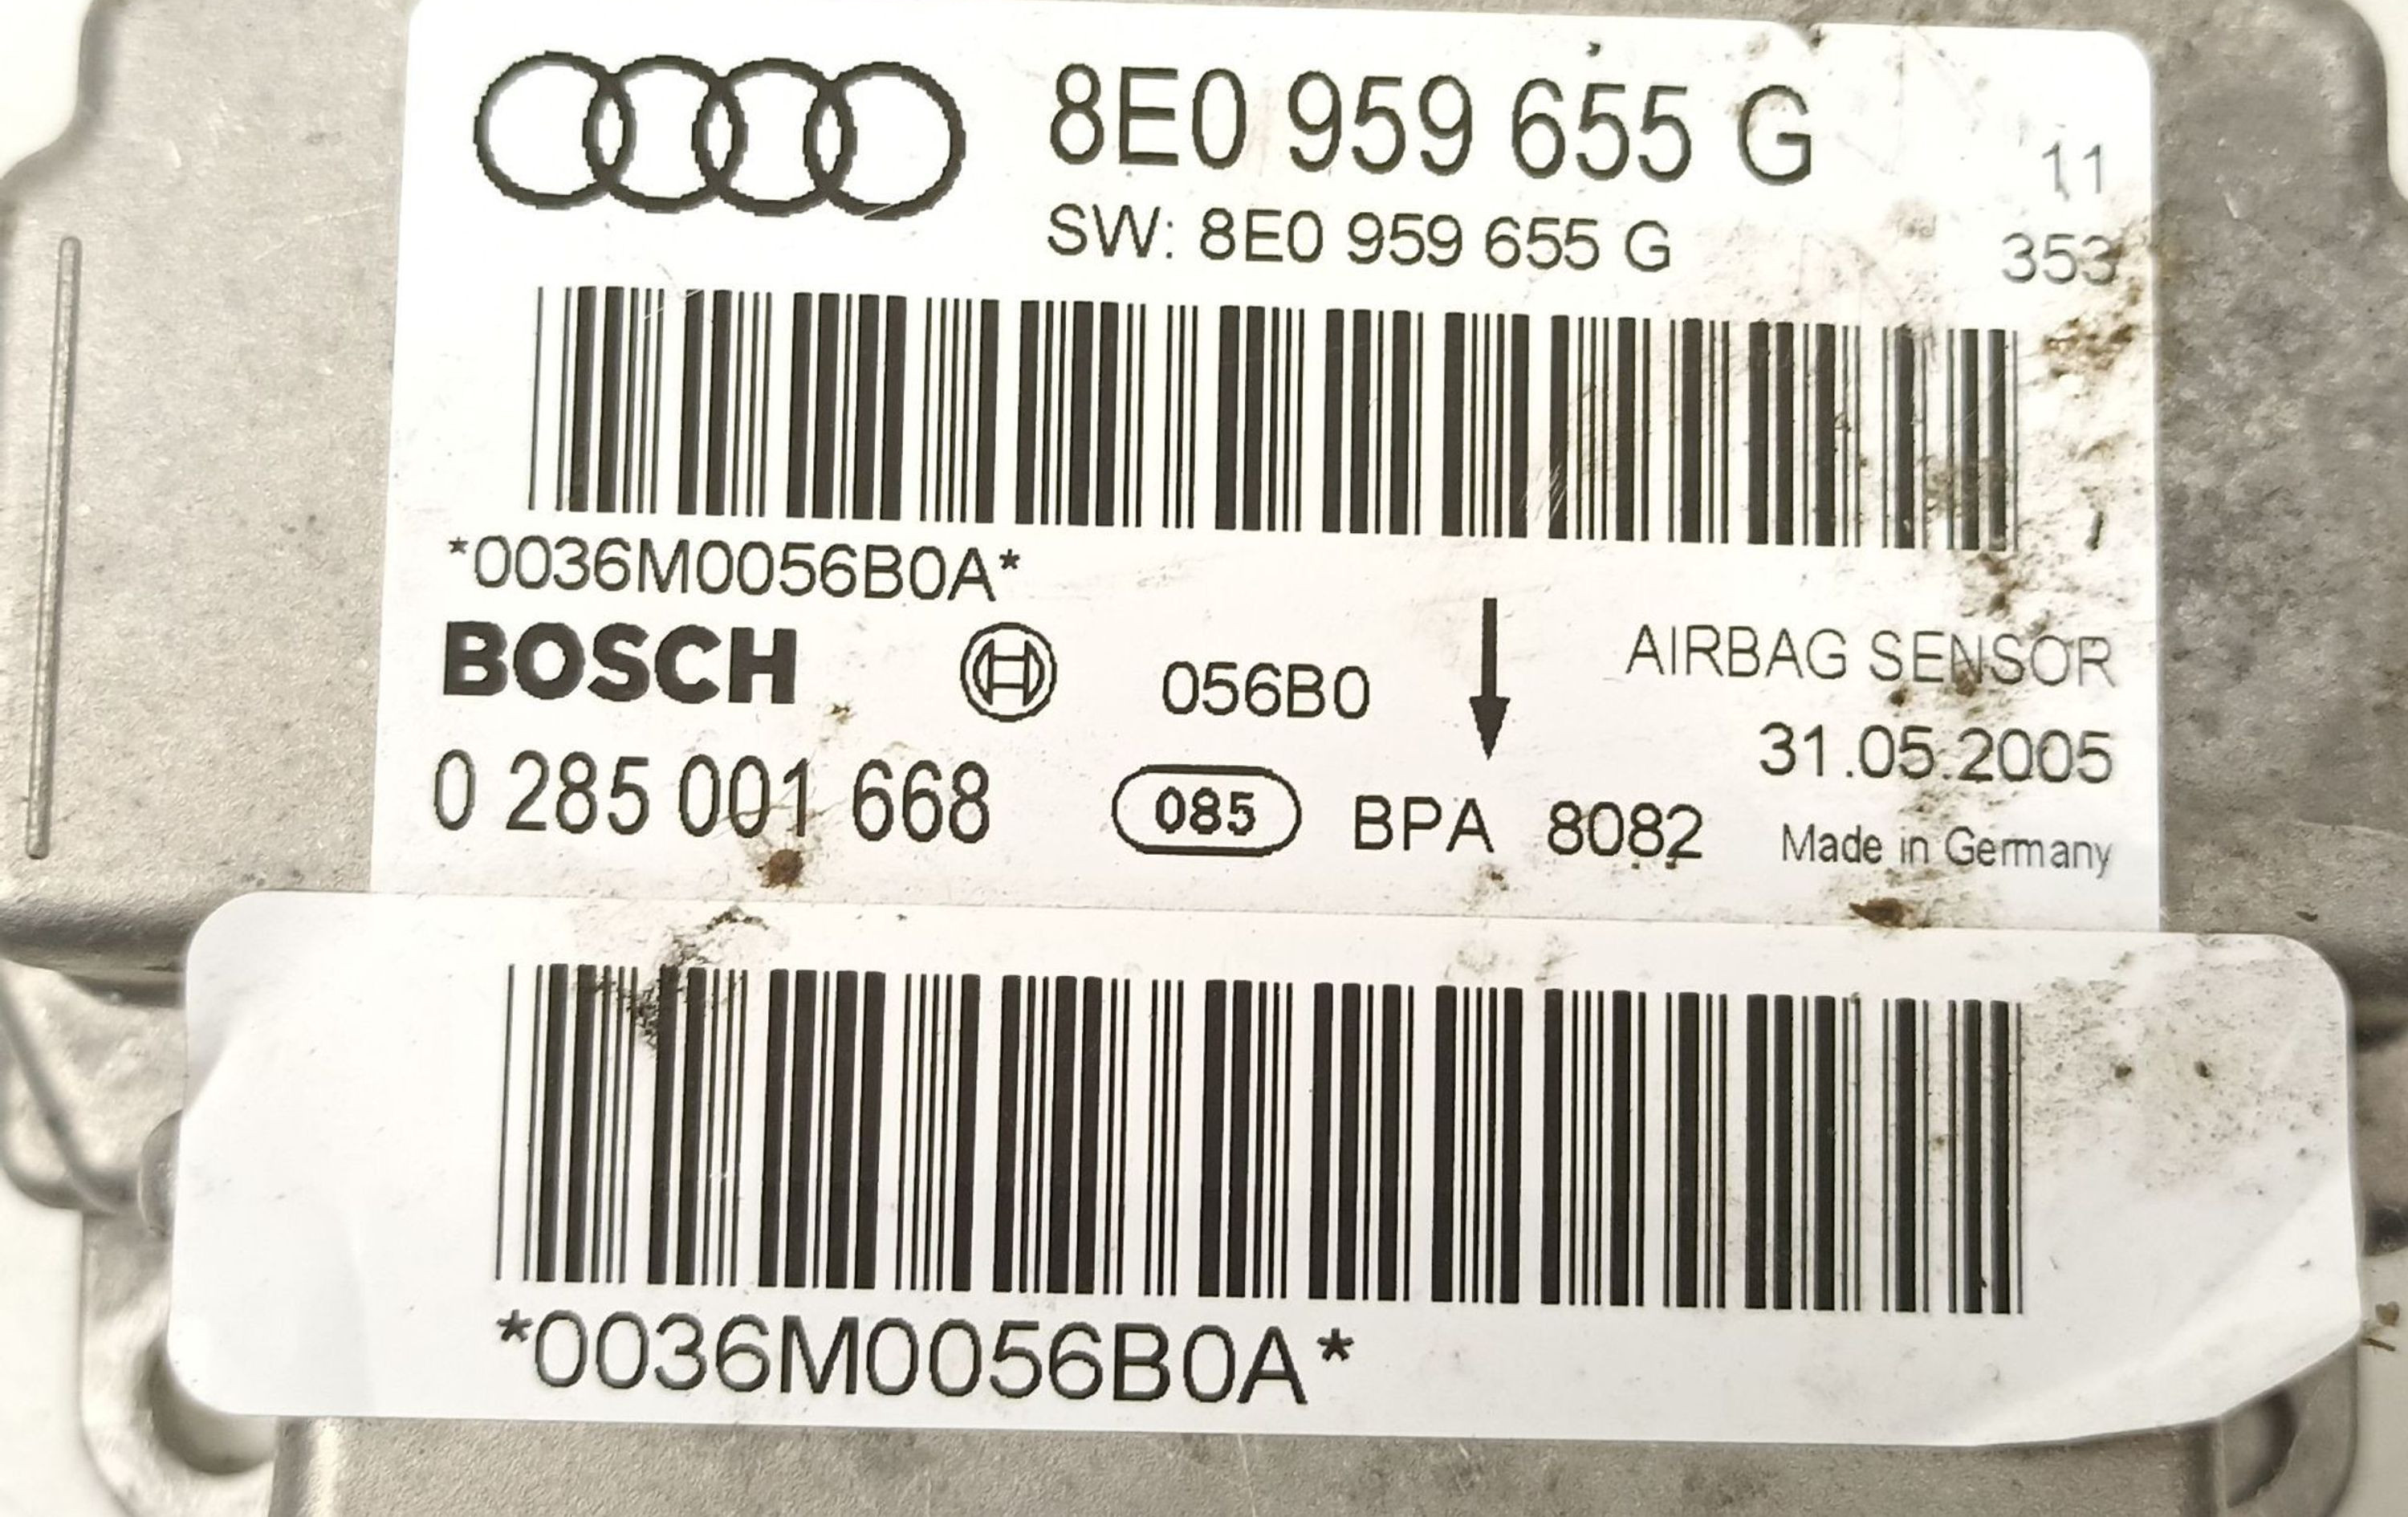 8E0 959 655 G
11
SW: 8E0 959 655 G
353
*0036M0056B0A*
BOSCH 056B0 AIRBAG SENSOR
31.05.2005
0 285 001 668 085 BPA 8082 Made in Germany
*0036M0056B0A*